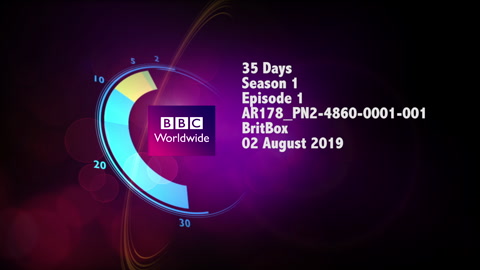 35 Days
Season 1
Episode 1
AR178_PN2-4860-0001-001
BritBox
02 August 2019
BBC
Worldwide
2
5
10
20
30